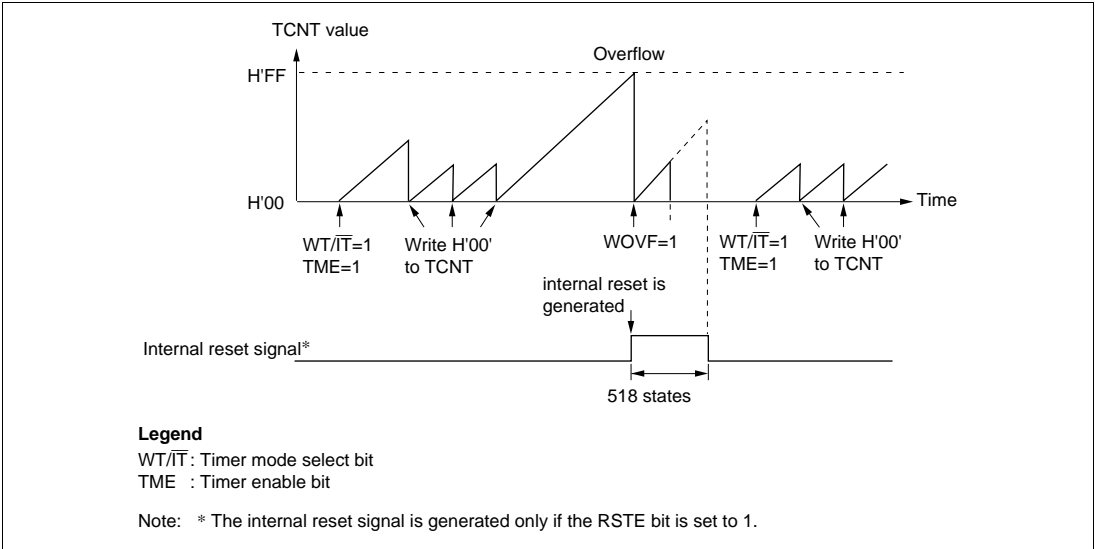 TCNT value
Overflow
H'FF
H'00
Time
WT/IT=1
TME=1
Write H'00'
to TCNT
WOVF=1
WT/IT=1
TME=1
Write H'00'
to TCNT
internal reset is
generated
Internal reset signal*
518 states
Legend
WT/IT : Timer mode select bit
TME : Timer enable bit
Note: * The internal reset signal is generated only if the RSTE bit is set to 1.